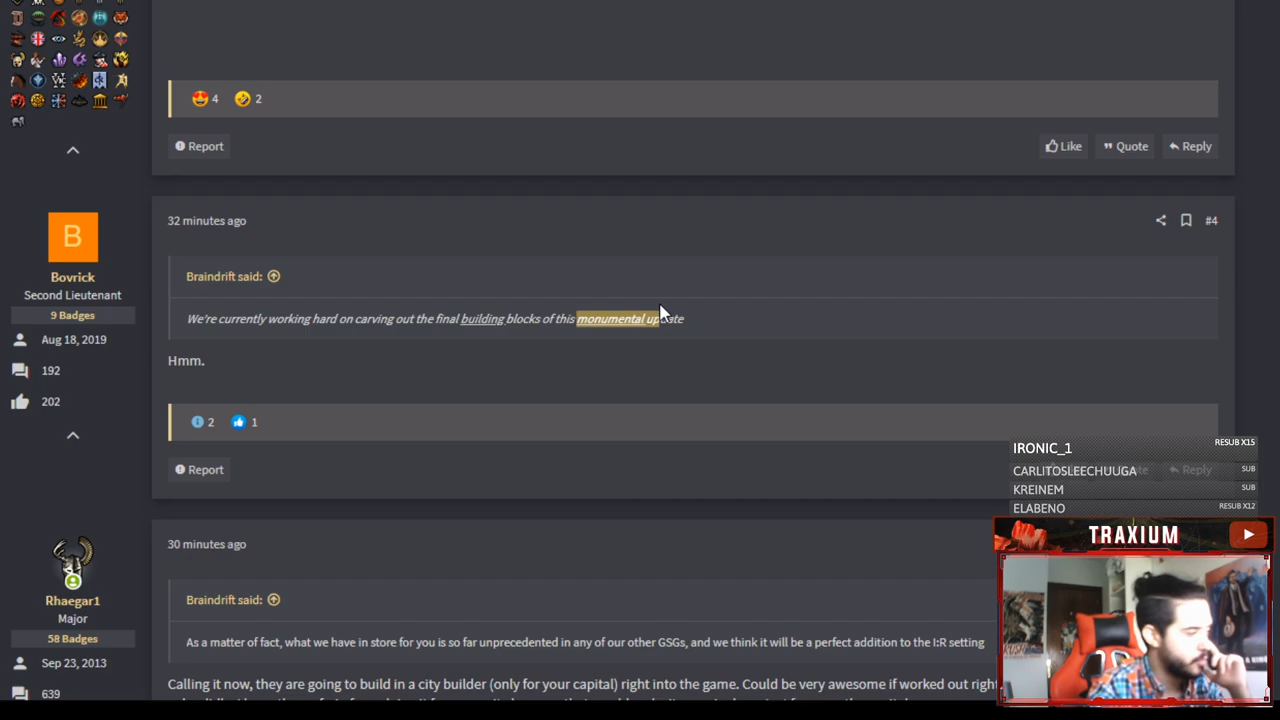 4 2
Report
Like Quote Reply
B
Bovrick
Second Lieutenant
9 Badges
Aug 18, 2019
192
202
32 minutes ago #4
Braindrift said:
We're currently working hard on carving out the final building blocks of this monumental update
Hmm.
2 1
Report
Reply
IRONIC_1 RESUB X15
CARLITOSLEECHUUGA SUB
KREINEM SUB
ELABENO RESUB X12
TRAXIUM
Rhaegar1
Major
58 Badges
Sep 23, 2013
639
30 minutes ago
Braindrift said:
As a matter of fact, what we have in store for you is so far unprecedented in any of our other GSGs, and we think it will be a perfect addition to the I:R setting
Calling it now, they are going to build in a city builder (only for your capital) right into the game. Could be very awesome if worked out righ